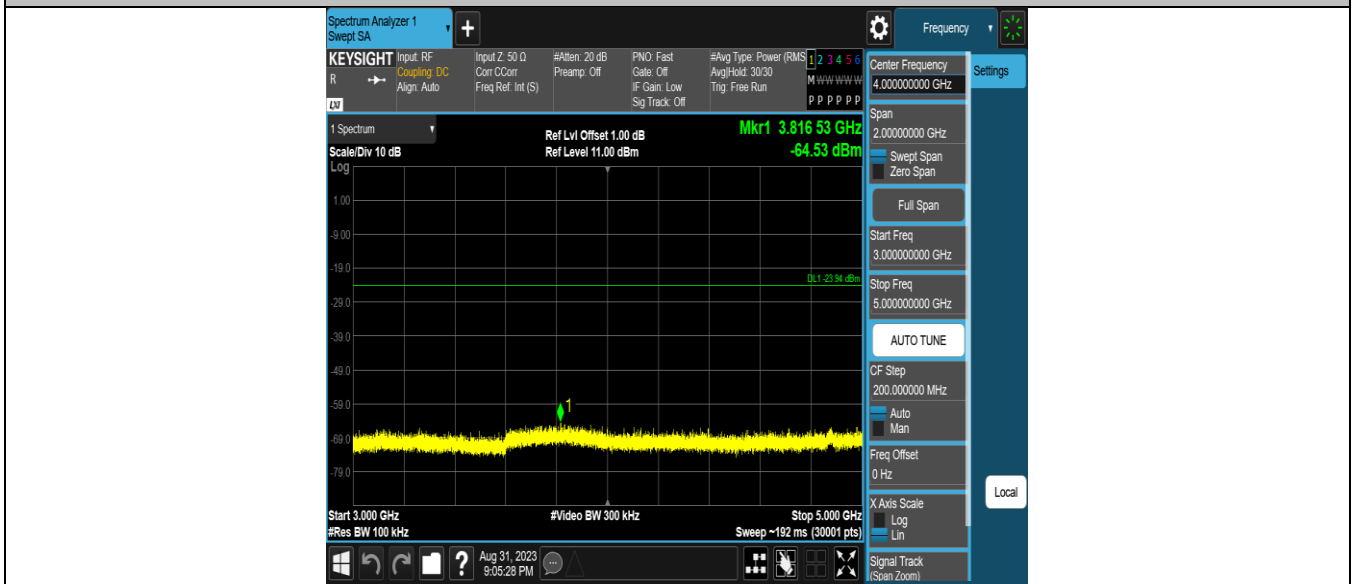 Spectrum Analyzer 1
Swept SA
+
Frequency
KEYSIGHT
R
LXI
Input: RF
Coupling: DC
Align: Auto
Input Z: 50 Ω
Corr CCorr
Freq Ref: Int (S)
#Atten: 20 dB
Preamp: Off
PNO: Fast
Gate: Off
IF Gain: Low
Sig Track: Off
#Avg Type: Power (RMS
Avg|Hold: 30/30
Trig: Free Run
1 2 3 4 5 6
M W W W W W
P P P P P P
1 Spectrum
Scale/Div 10 dB
Ref Lvl Offset 1.00 dB
Ref Level 11.00 dBm
Mkr1 3.816 53 GHz
-64.53 dBm
Log
1.00
-9.00
-19.0
DL1 -23.94 dBm
-29.0
-39.0
-49.0
-59.0
1
-69.0
-79.0
Start 3.000 GHz
#Res BW 100 kHz
#Video BW 300 kHz
Stop 5.000 GHz
Sweep ~192 ms (30001 pts)
?
Aug 31, 2023
9:05:28 PM
Center Frequency
4.000000000 GHz
Settings
Span
2.00000000 GHz
Swept Span
Zero Span
Full Span
Start Freq
3.000000000 GHz
Stop Freq
5.000000000 GHz
AUTO TUNE
CF Step
200.000000 MHz
Auto
Man
Freq Offset
0 Hz
X Axis Scale
Log
Lin
Local
Signal Track
(Span Zoom)